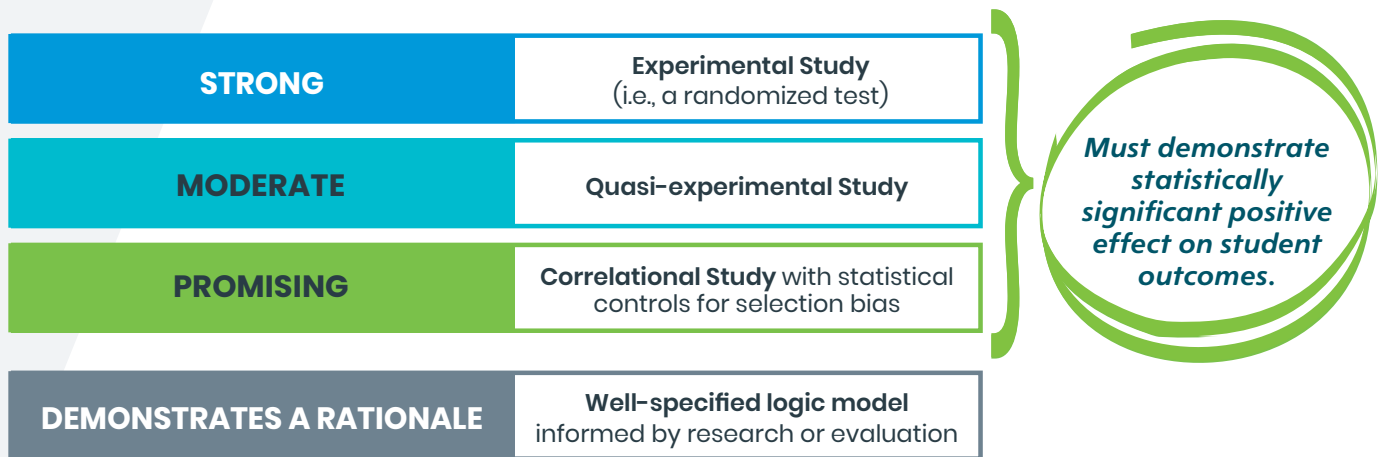 STRONG
Experimental Study
(i.e., a randomized test)
MODERATE
Quasi-experimental Study
PROMISING
Correlational Study with statistical
controls for selection bias
DEMONSTRATES A RATIONALE
Well-specified logic model
informed by research or evaluation
Must demonstrate
statistically
significant positive
effect on student
outcomes.